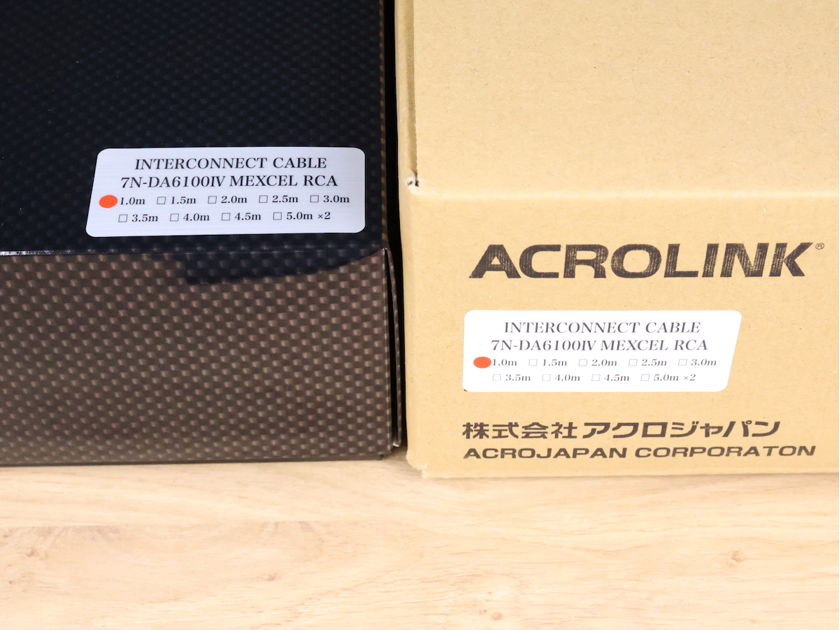 INTERCONNECT CABLE
7N-DA6100Ⅳ MEXCEL RCA
1.0m □ 1.5m □ 2.0m □ 2.5m □ 3.0m
□ 3.5m □ 4.0m □ 4.5m □ 5.0m ×2
ACROLINK®
INTERCONNECT CABLE
7N-DA6100Ⅳ MEXCEL RCA
1.0m □ 1.5m □ 2.0m □ 2.5m □ 3.0m
□ 3.5m □ 4.0m □ 4.5m □ 5.0m ×2
株式会社アクロジャパン
ACROJAPAN CORPORATON